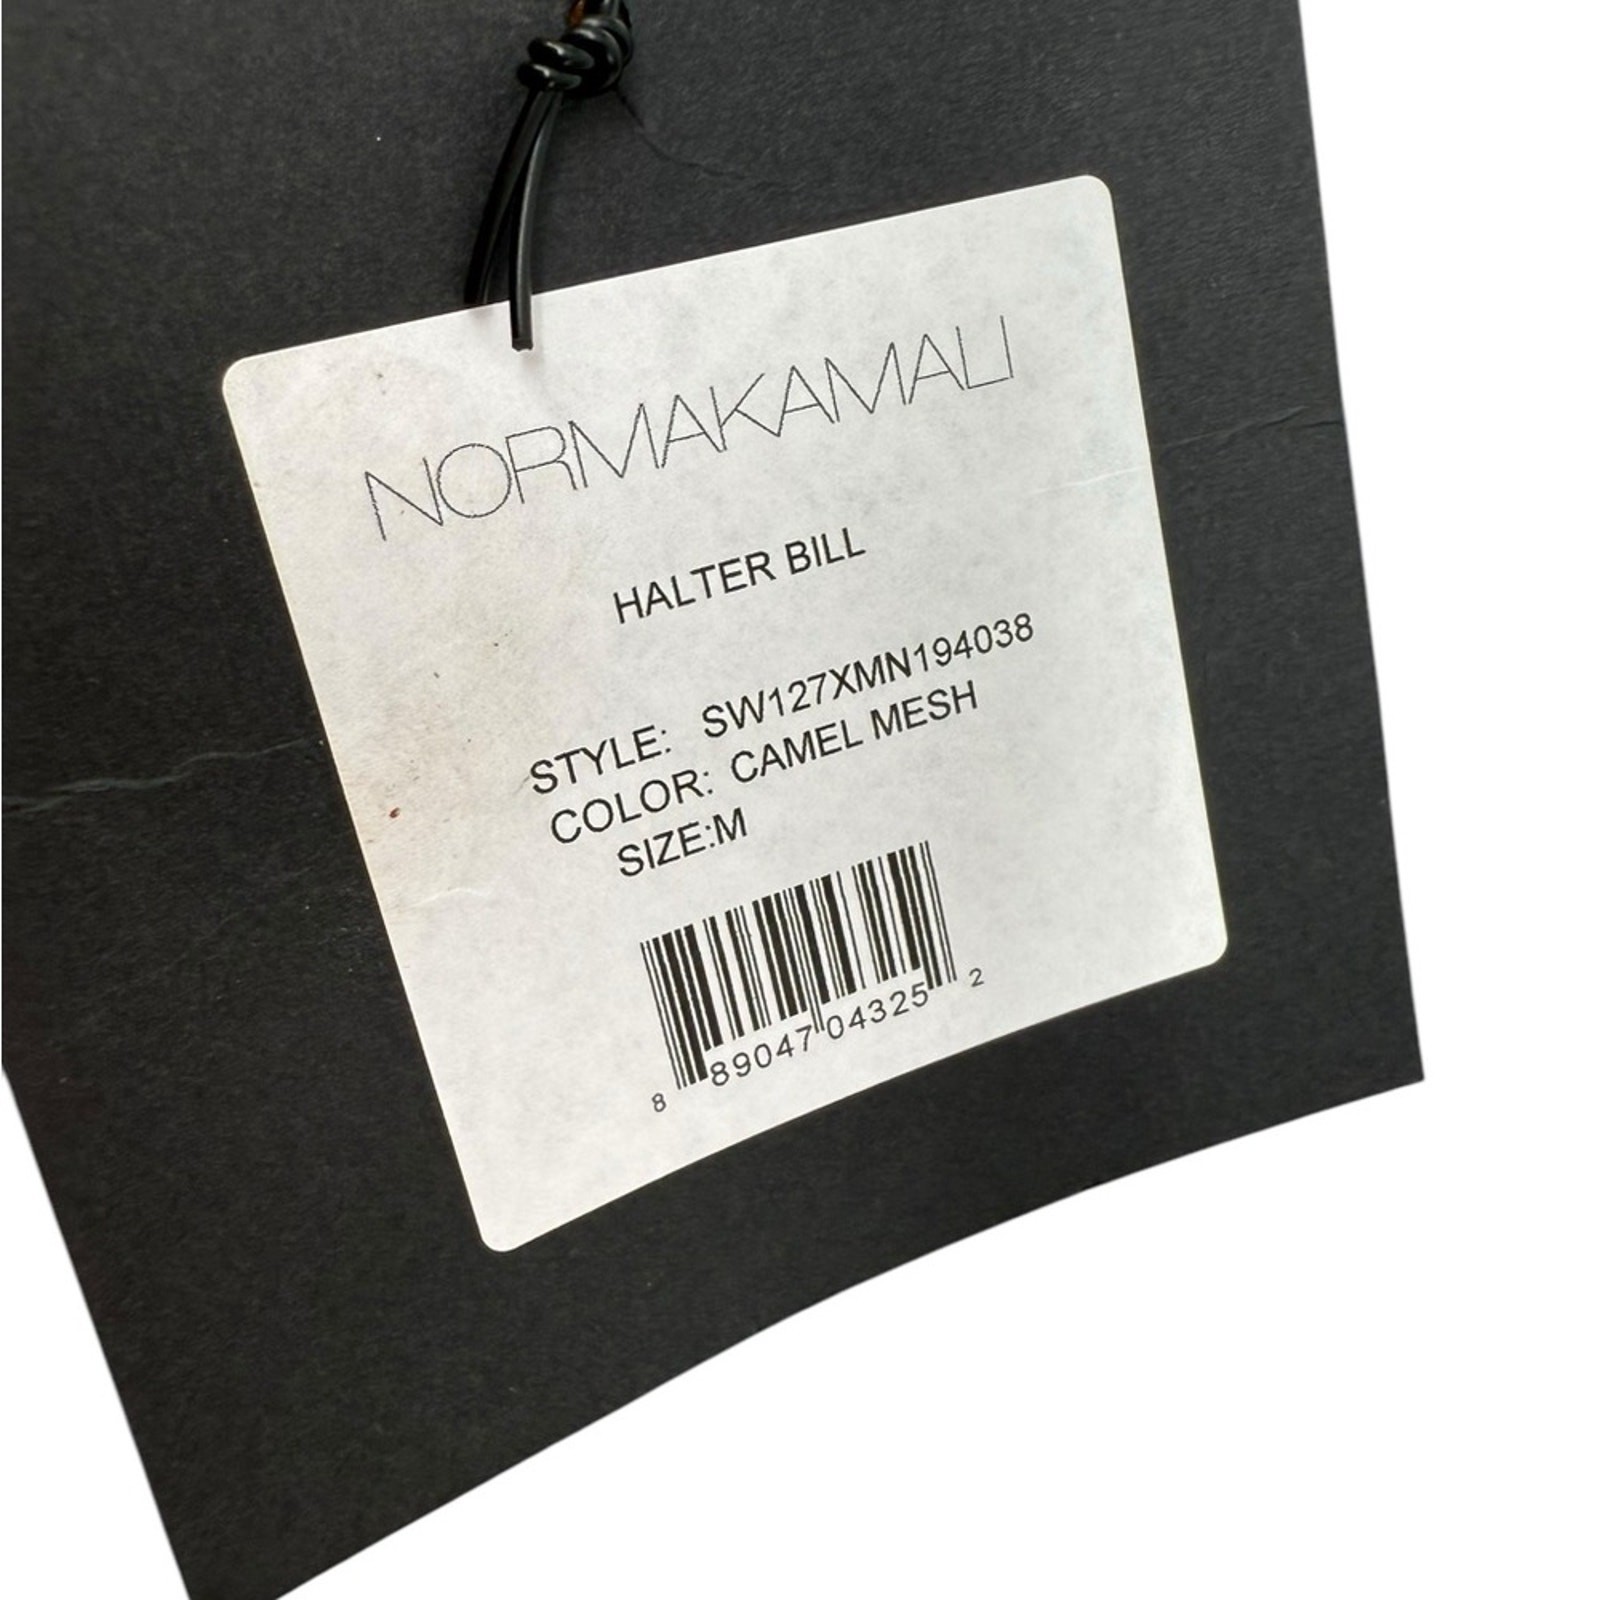 NORMAKAMALI
HALTER BILL
STYLE: SW127XMN194038
COLOR: CAMEL MESH
SIZE:M
8 89047 04325 2